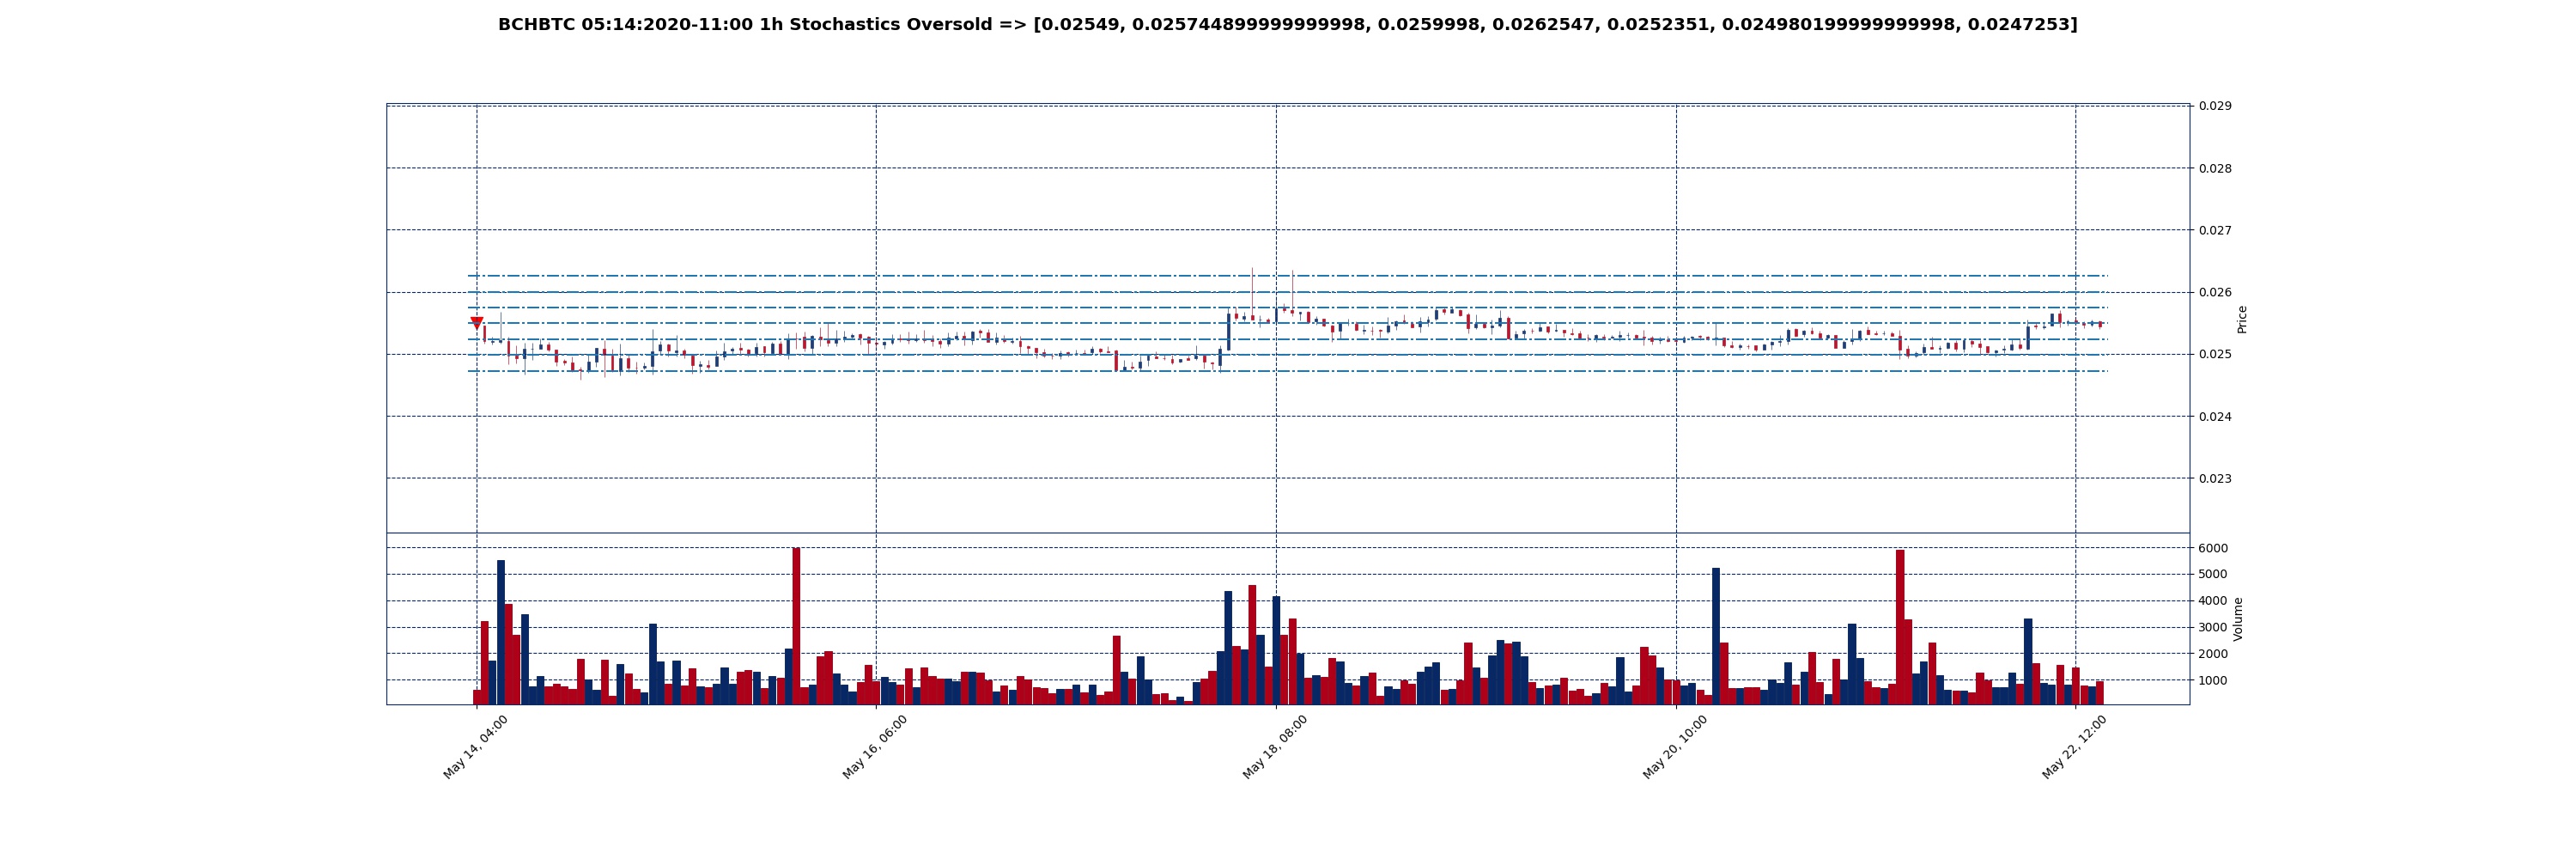 BCHBTC 05:14:2020-11:00 1h Stochastics Oversold => [0.02549, 0.025744899999999998, 0.0259998, 0.0262547, 0.0252351, 0.024980199999999998, 0.0247253]
0.029
0.028
0.027
0.026
0.025
0.024
0.023
Price
6000
5000
4000
3000
2000
1000
Volume
May 14, 04:00
May 16, 06:00
May 18, 08:00
May 20, 10:00
May 22, 12:00